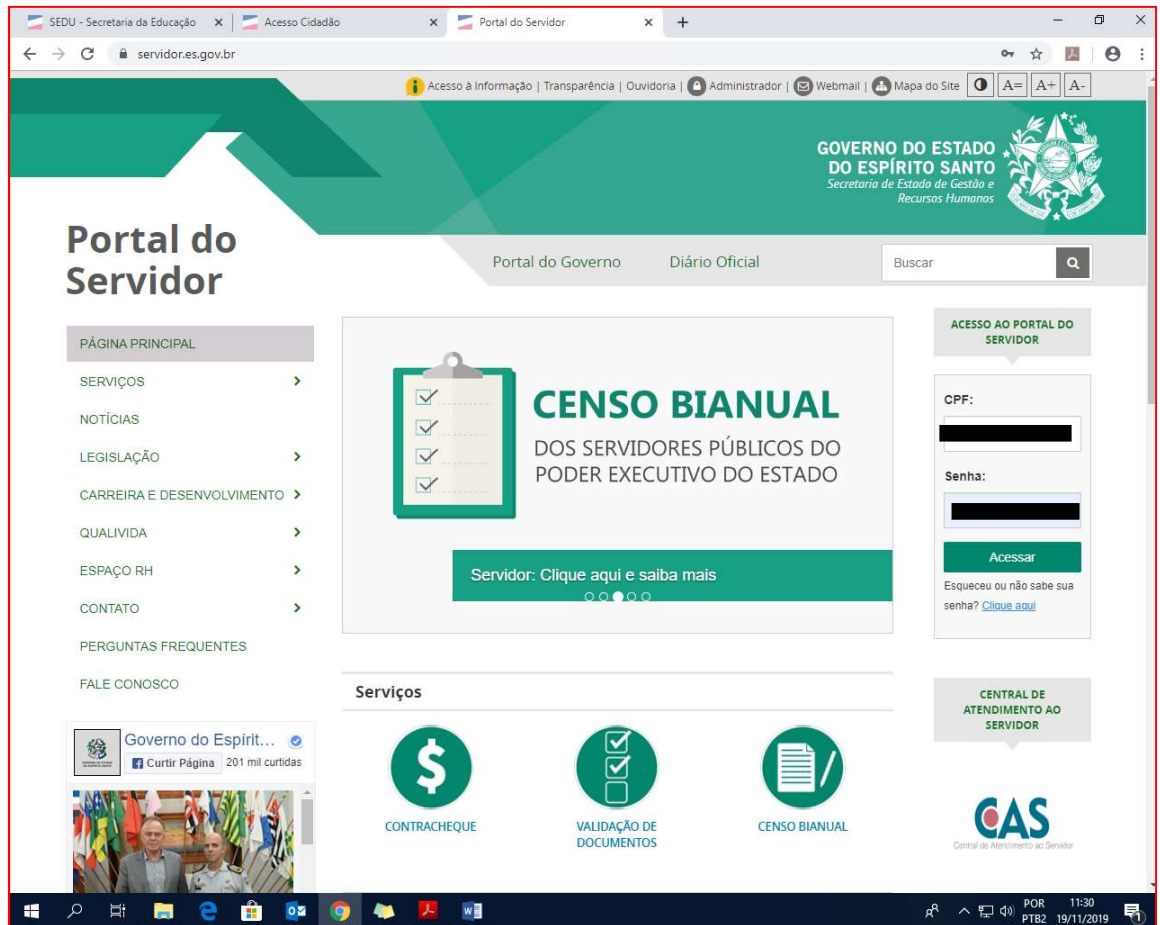 SEDU - Secretaria da Educação
Acesso Cidadão
Portal do Servidor
servidor.es.gov.br
Acesso à Informação | Transparência | Ouvidoria | Administrador | Webmail | Mapa do Site A= A+ A-
GOVERNO DO ESTADO
DO ESPÍRITO SANTO
Secretaria de Estado de Gestão e
Recursos Humanos
Portal do
Servidor
Portal do Governo
Diário Oficial
Buscar
PÁGINA PRINCIPAL
SERVIÇOS
NOTÍCIAS
LEGISLAÇÃO
CARREIRA E DESENVOLVIMENTO
QUALIVIDA
ESPAÇO RH
CONTATO
PERGUNTAS FREQUENTES
FALE CONOSCO
Governo do Espírit...
Curtir Página 201 mil curtidas
CENSO BIANUAL
DOS SERVIDORES PÚBLICOS DO
PODER EXECUTIVO DO ESTADO
Servidor: Clique aqui e saiba mais
Serviços
CONTRACHEQUE
VALIDAÇÃO DE
DOCUMENTOS
CENSO BIANUAL
ACESSO AO PORTAL DO
SERVIDOR
CPF:
Senha:
Acessar
Esqueceu ou não sabe sua
senha? Clique aqui
CENTRAL DE
ATENDIMENTO AO
SERVIDOR
CAS
Central de Atendimento ao Servidor
POR 11:30
PTB2 19/11/2019